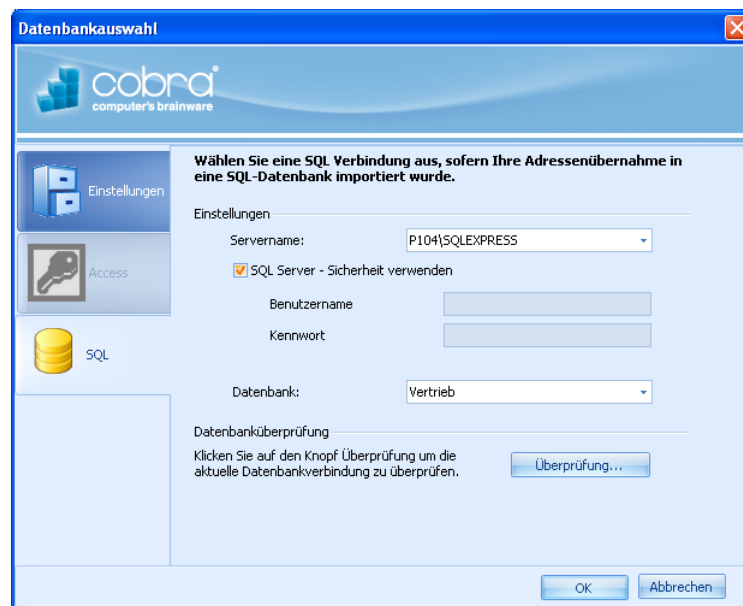 Datenbankauswahl
cobra
computer's brainware
Einstellungen
Access
SQL
Wählen Sie eine SQL Verbindung aus, sofern Ihre Adressenübernahme in
eine SQL-Datenbank importiert wurde.
Einstellungen
Servername:
P104\SQLEXPRESS
SQL Server - Sicherheit verwenden
Benutzername
Kennwort
Datenbank:
Vertrieb
Datenbanküberprüfung
Klicken Sie auf den Knopf Überprüfung um die
aktuelle Datenbankverbindung zu überprüfen.
Überprüfung...
OK
Abbrechen